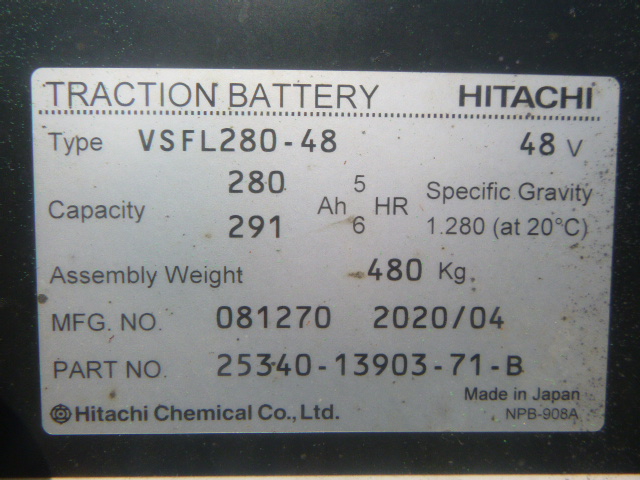 TRACTION BATTERY HITACHI
Type VSFL280-48 48 V
Capacity 280 Ah 5 HR Specific Gravity
291 6 1.280 (at 20°C)
Assembly Weight 480 Kg
MFG. NO. 081270 2020/04
PART NO. 25340-13903-71-B
Made in Japan
Hitachi Chemical Co., Ltd. NPB-908A